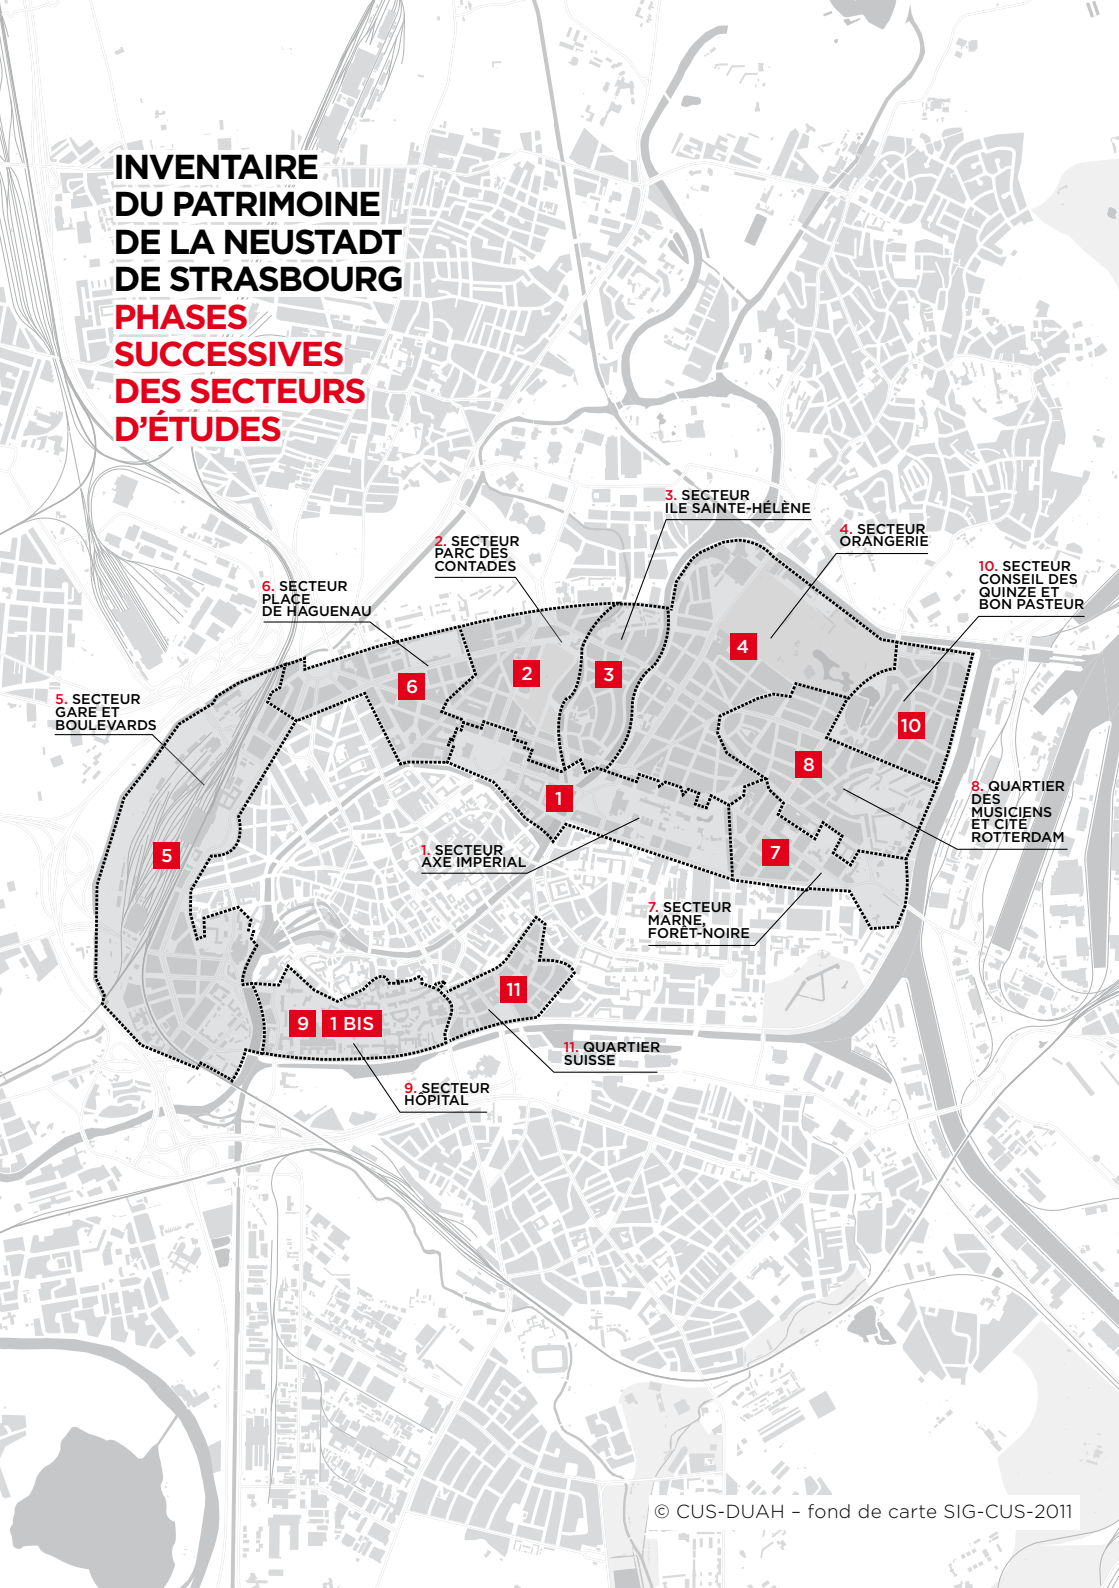 INVENTAIRE
DU PATRIMOINE
DE LA NEUSTADT
DE STRASBOURG
PHASES
SUCCESSIVES
DES SECTEURS
D'ÉTUDES
3. SECTEUR
ILE SAINTE-HÉLÈNE
4. SECTEUR
ORANGERIE
2. SECTEUR
PARC DES
CONTADES
10. SECTEUR
CONSEIL DES
QUINZE ET
BON PASTEUR
6. SECTEUR
PLACE
DE HAGUENAU
5. SECTEUR
GARE ET
BOULEVARDS
4
2
3
6
10
8
1
8. QUARTIER
DES
MUSICIENS
ET CITÉ
ROTTERDAM
5
7
1. SECTEUR
AXE IMPÉRIAL
7. SECTEUR
MARNE,
FORÊT-NOIRE
11
9 1 BIS
11. QUARTIER
SUISSE
9. SECTEUR
HÔPITAL
© CUS-DUAH – fond de carte SIG-CUS-2011